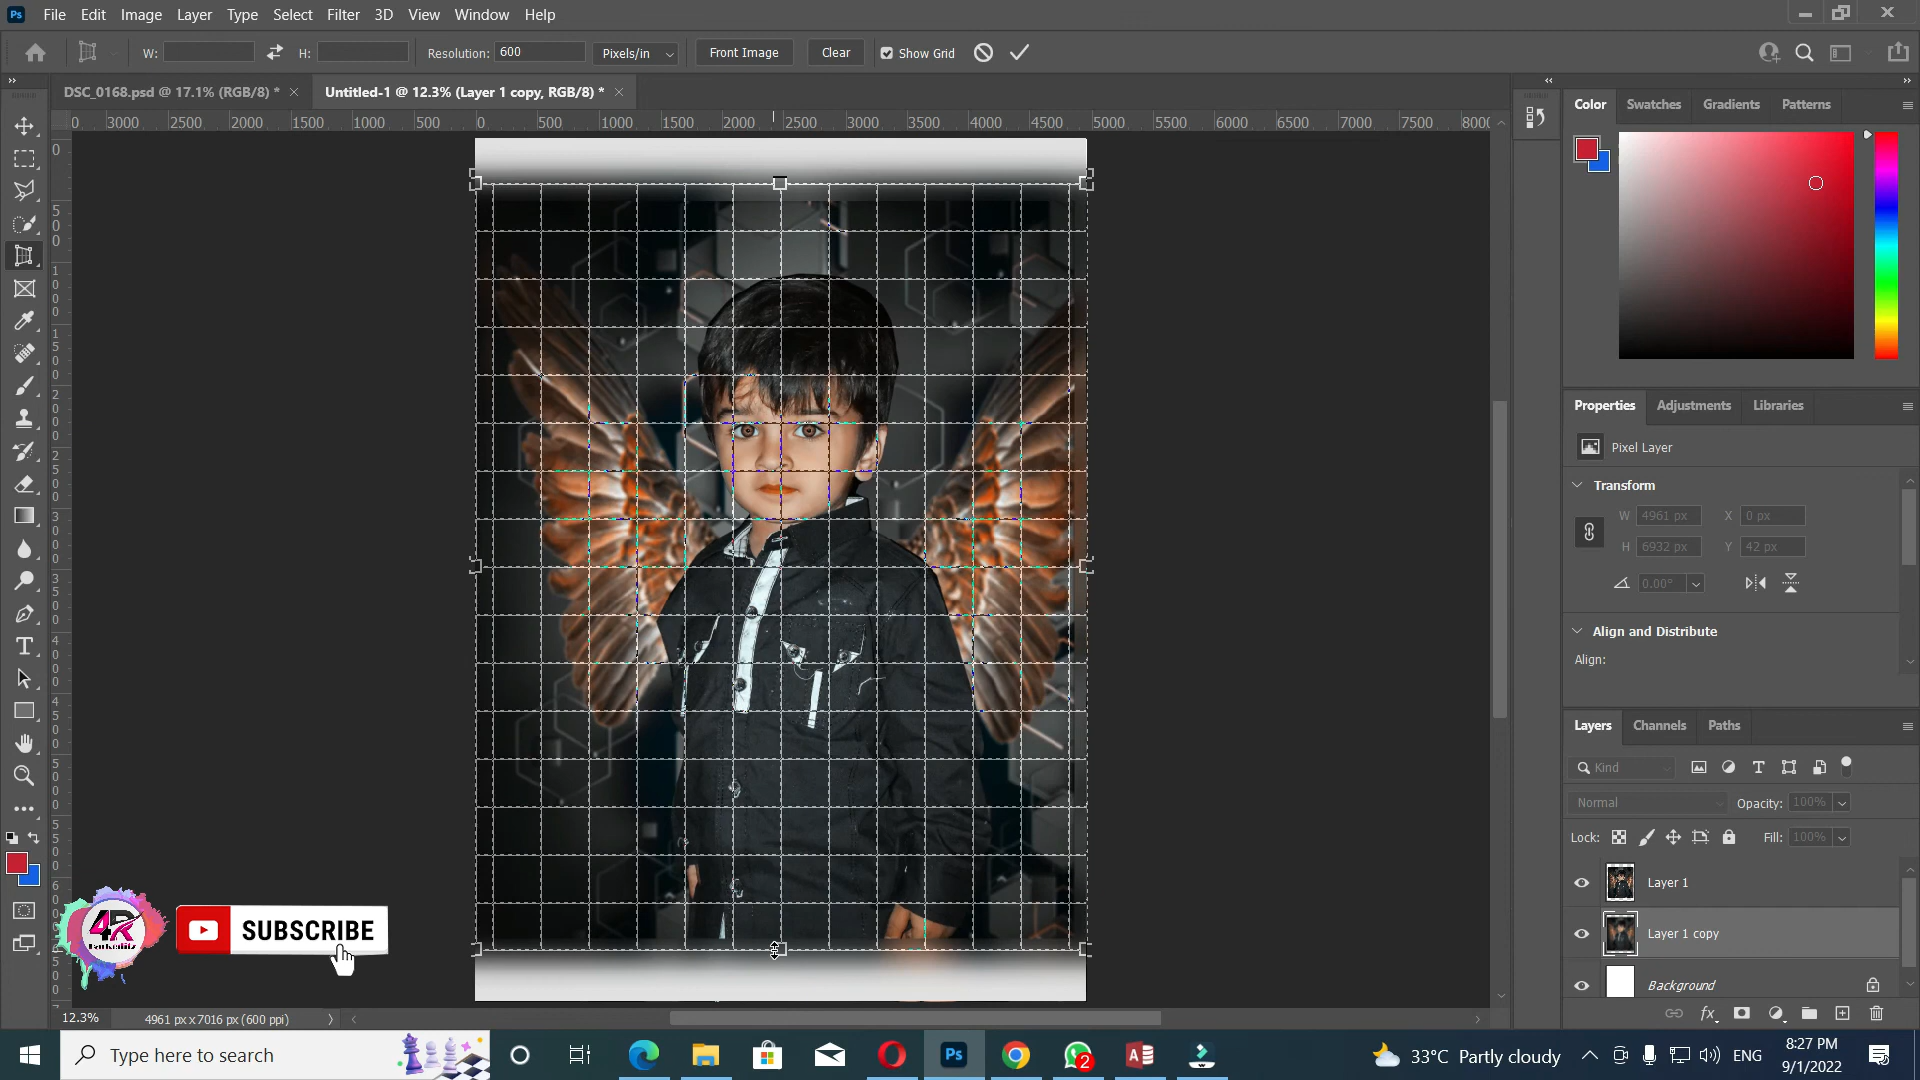 Ps File Edit Image Layer Type Select Filter 3D View Window Help
W: H: Resolution: 600 Pixels/in Front Image Clear Show Grid
DSC_0168.psd @ 17.1% (RGB/8) * Untitled-1 @ 12.3% (Layer 1 copy, RGB/8) *
0 3000 2500 2000 1500 1000 500 0 500 1000 1500 2000 2500 3000 3500 4000 4500 5000 5500 6000 6500 7000 7500 8000
Color Swatches Gradients Patterns
Properties Adjustments Libraries
Pixel Layer
Transform
W 4961 px X 0 px
H 6932 px Y 42 px
0.00°
Align and Distribute
Align:
Layers Channels Paths
Kind
Normal Opacity: 100%
Lock: Fill: 100%
Layer 1
Layer 1 copy
Background
fx
4R
SUBSCRIBE
12.3% 4961 px x 7016 px (600 ppi)
Type here to search
Ps
2
33°C Partly cloudy
ENG
8:27 PM
9/1/2022